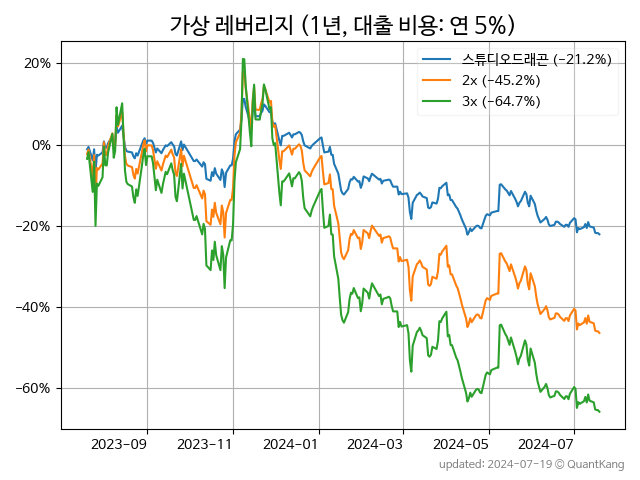 가상 레버리지 (1년, 대출 비용: 연 5%)
스튜디오드래곤 (−21.2%)
2x (−45.2%)
3x (−64.7%)
20%
0%
−20%
−40%
−60%
2023-09 2023-11 2024-01 2024-03 2024-05 2024-07
updated: 2024-07-19 © QuantKang